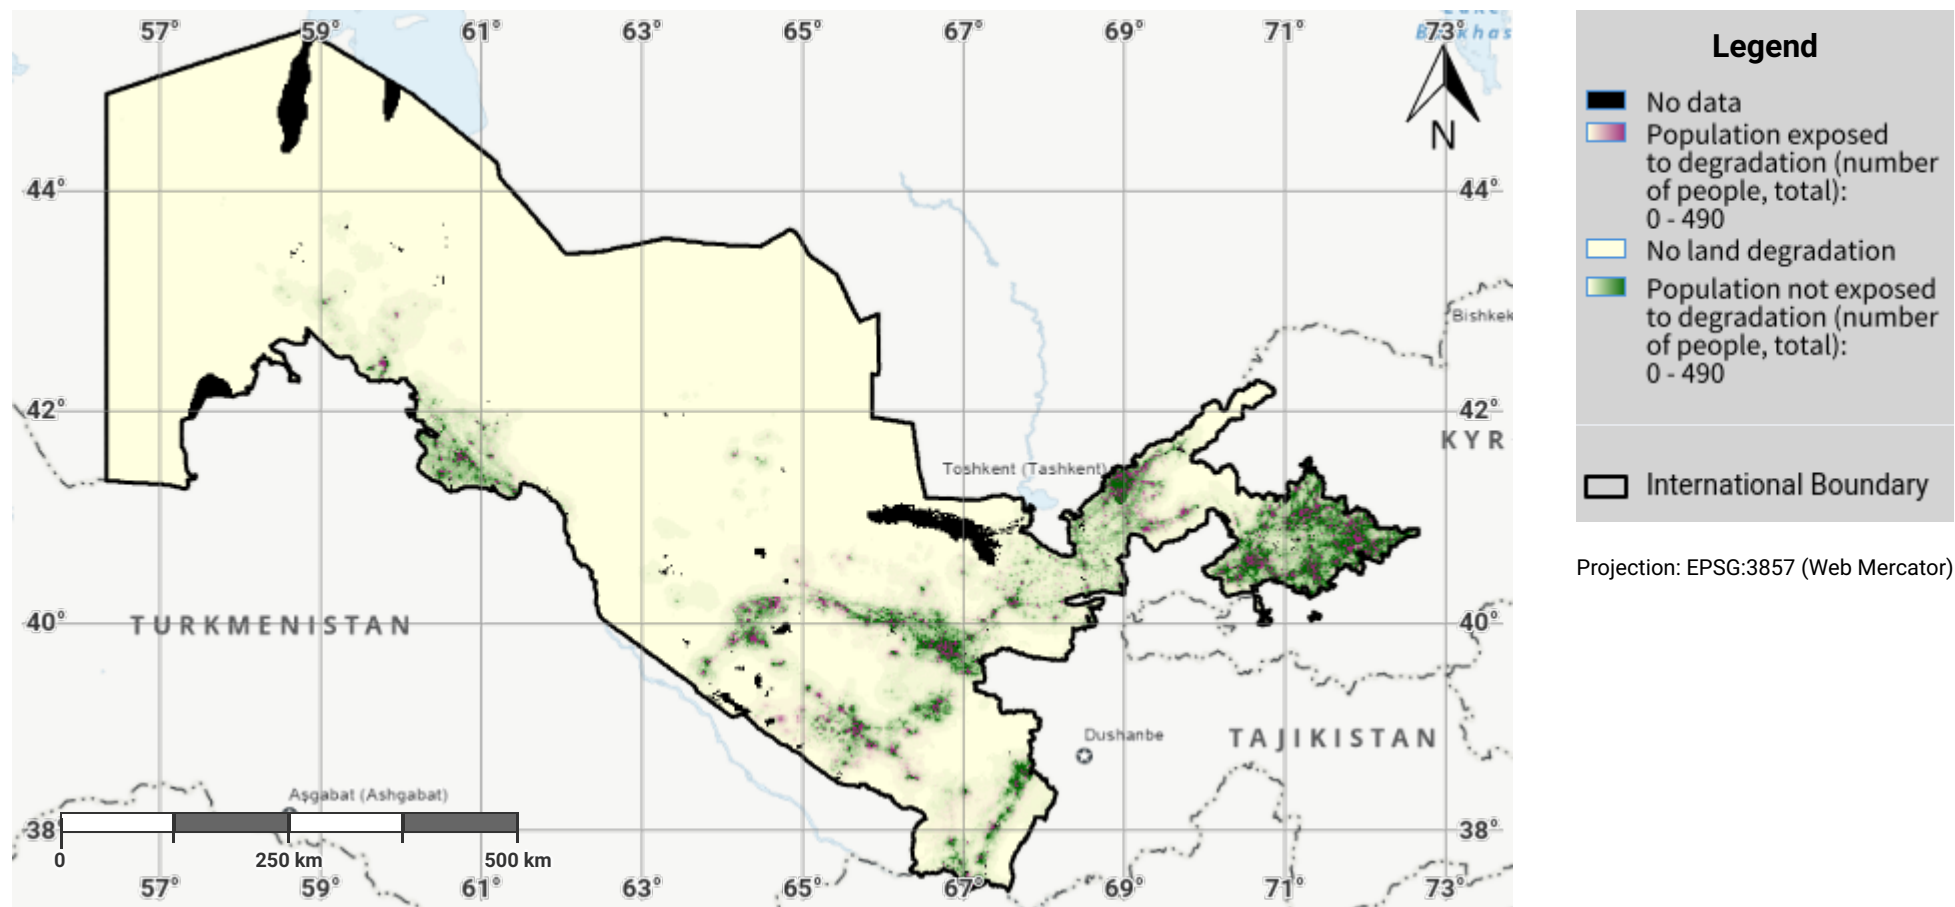 57° 59° 61° 63° 65° 67° 69° 71° 73°
44° 44°
N
Bishkek
42° 42°
KYR
Toshkent (Tashkent)
40° 40°
TURKMENISTAN
Dushanbe
TAJIKISTAN
Aşgabat (Ashgabat)
38° 38°
0 250 km 500 km
57° 59° 61° 63° 65° 67° 69° 71° 73°
Legend
No data
Population exposed
to degradation (number
of people, total):
0 - 490
No land degradation
Population not exposed
to degradation (number
of people, total):
0 - 490
International Boundary
Projection: EPSG:3857 (Web Mercator)